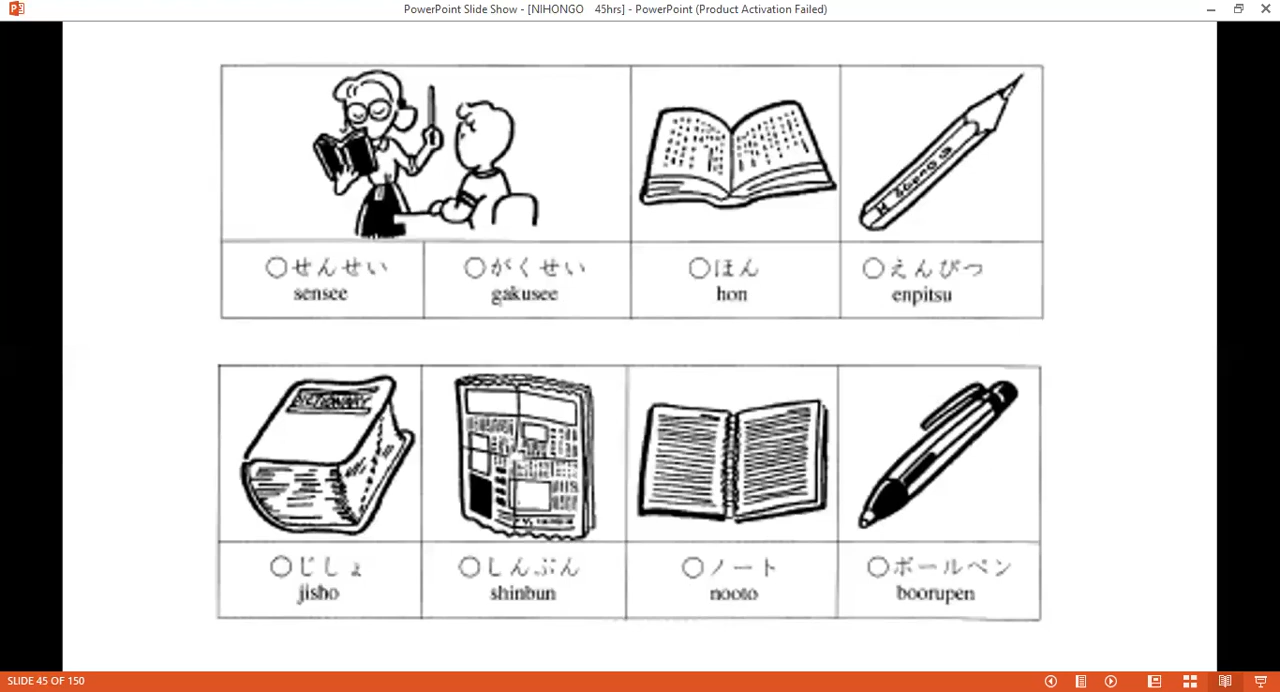 PowerPoint Slide Show - [NIHONGO 45hrs] - PowerPoint (Product Activation Failed)
○せんせい
sensee
○がくせい
gakusee
○ほん
hon
○えんぴつ
enpitsu
DICTIONARY
○じしょ
jisho
○しんぶん
shinbun
○ノート
nooto
○ボールペン
boorupen
SLIDE 45 OF 150